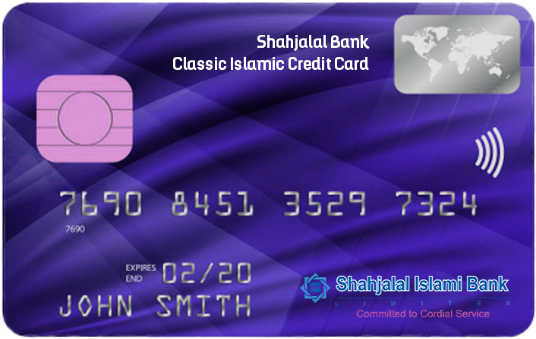 Shahjalal Bank
Classic Islamic Credit Card
7690 8451 3529 7324
7690
EXPIRES END 02/20
JOHN SMITH
Shahjalal Islami Bank
LIMITED
Committed to Cordial Service